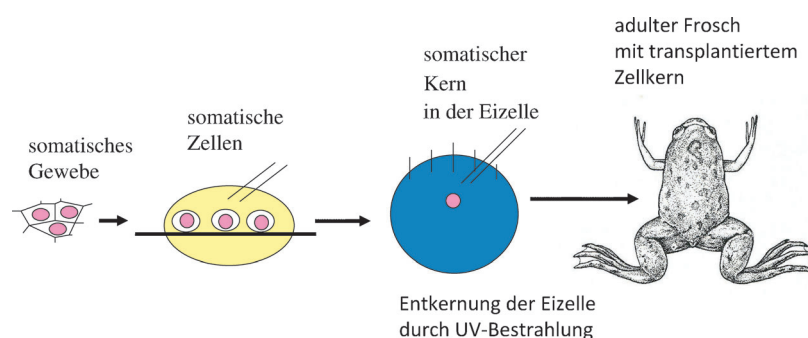 somatisches
Gewebe
somatische
Zellen
somatischer
Kern
in der Eizelle
Entkernung der Eizelle
durch UV-Bestrahlung
adulter Frosch
mit transplantiertem
Zellkern